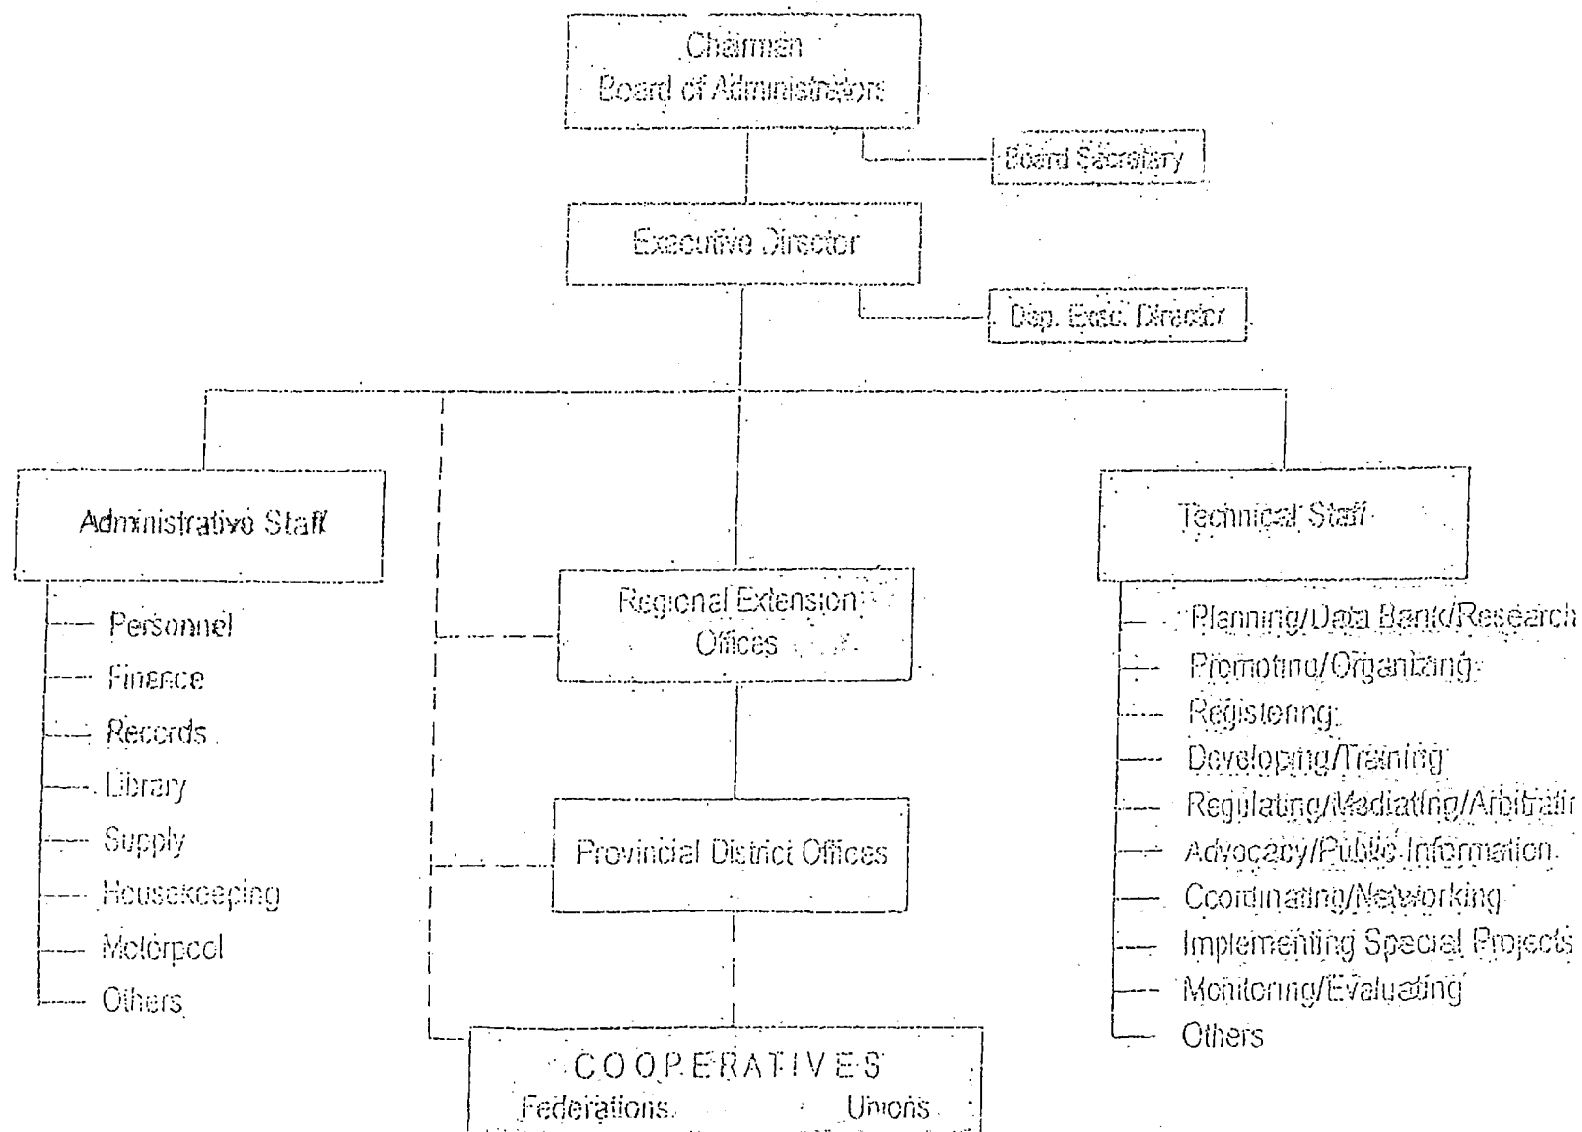 Chairman
Board of Administrators
Board Secretary
Executive Director
Dep. Exec. Director
Administrative Staff
Personnel
Finance
Records
Library
Supply
Housekeeping
Motorpool
Others
Regional Extension
Offices
Provincial District Offices
COOPERATIVES
Federations Unions
Technical Staff
Planning/Data Bank/Research
Promoting/Organizing
Registering
Developing/Training
Regulating/Mediating/Arbitratin
Advocacy/Public Information
Coordinating/Networking
Implementing Special Projects
Monitoring/Evaluating
Others